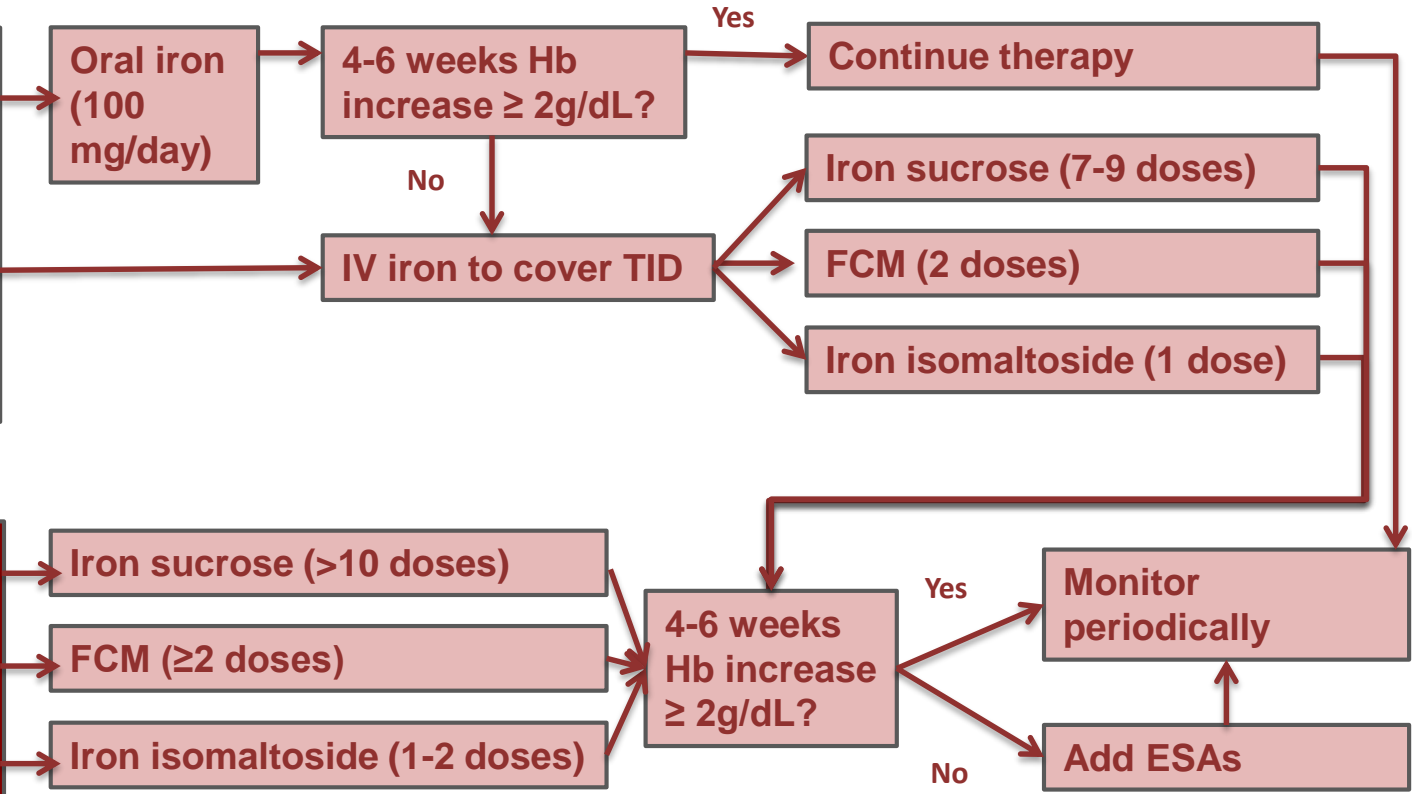 Yes
Oral iron
(100
mg/day)
4-6 weeks Hb
increase ≥ 2g/dL?
Continue therapy
No
Iron sucrose (7-9 doses)
IV iron to cover TID
FCM (2 doses)
Iron isomaltoside (1 dose)
Iron sucrose (>10 doses)
FCM (≥2 doses)
Iron isomaltoside (1-2 doses)
4-6 weeks
Hb increase
≥ 2g/dL?
Yes
Monitor
periodically
No
Add ESAs